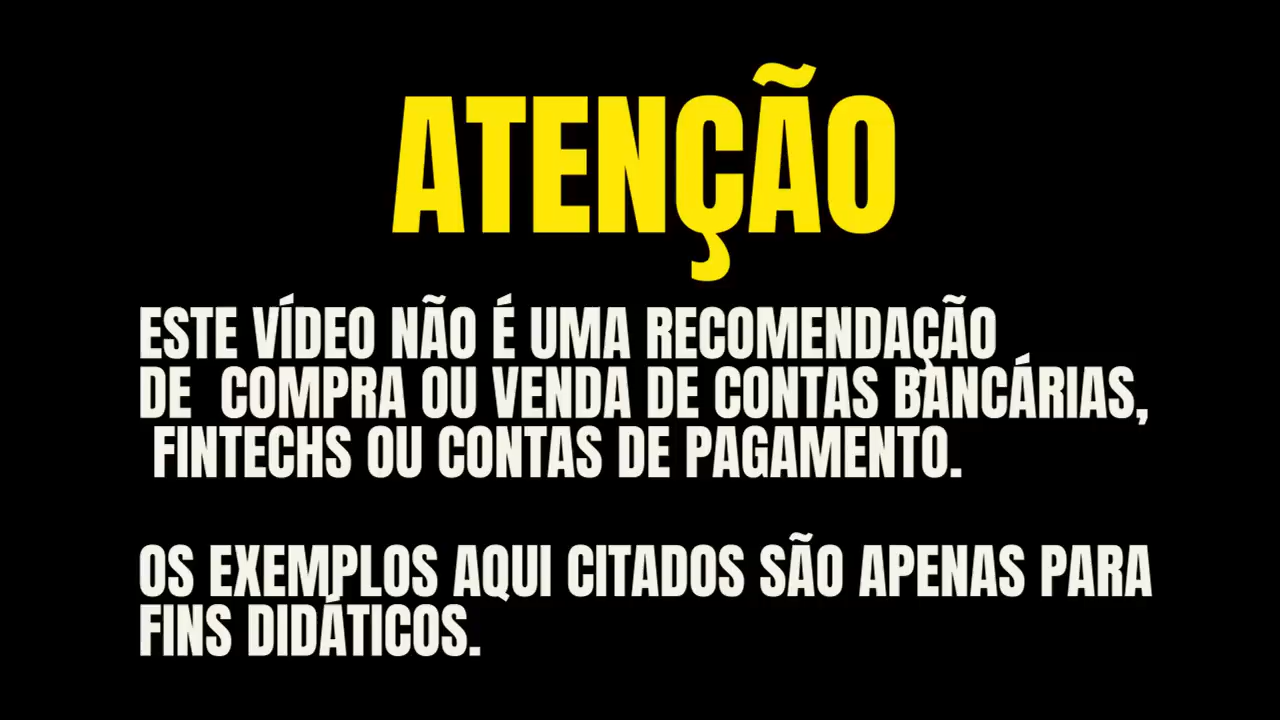 ATENÇÃO
ESTE VÍDEO NÃO É UMA RECOMENDAÇÃO
DE COMPRA OU VENDA DE CONTAS BANCÁRIAS,
FINTECHS OU CONTAS DE PAGAMENTO.
OS EXEMPLOS AQUI CITADOS SÃO APENAS PARA
FINS DIDÁTICOS.